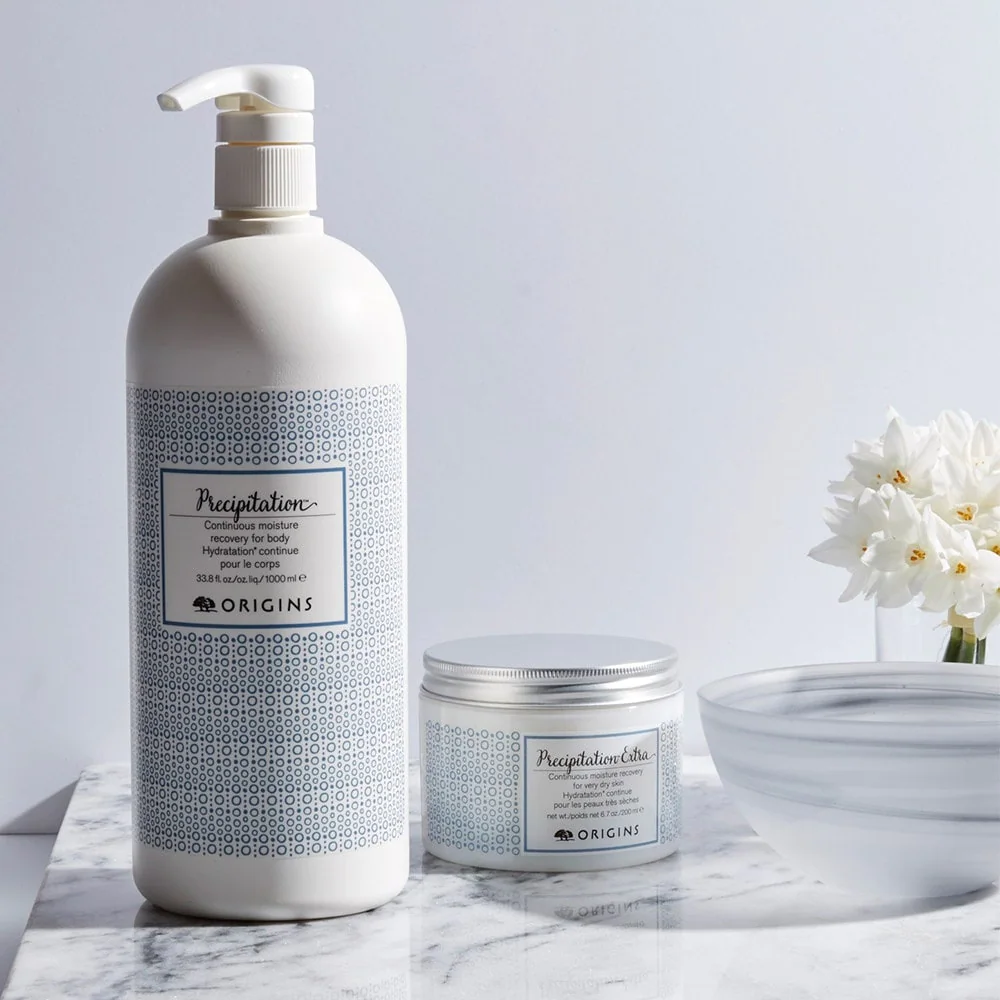 Precipitation™
Continuous moisture
recovery for body
Hydratation* continue
pour le corps
33.8 fl. oz./oz. liq./1000 ml ℮
ORIGINS
Precipitation Extra
Continuous moisture recovery
for very dry skin
Hydratation* continue
pour les peaux très sèches
net wt./poids net 6.7 oz./200 ml ℮
ORIGINS